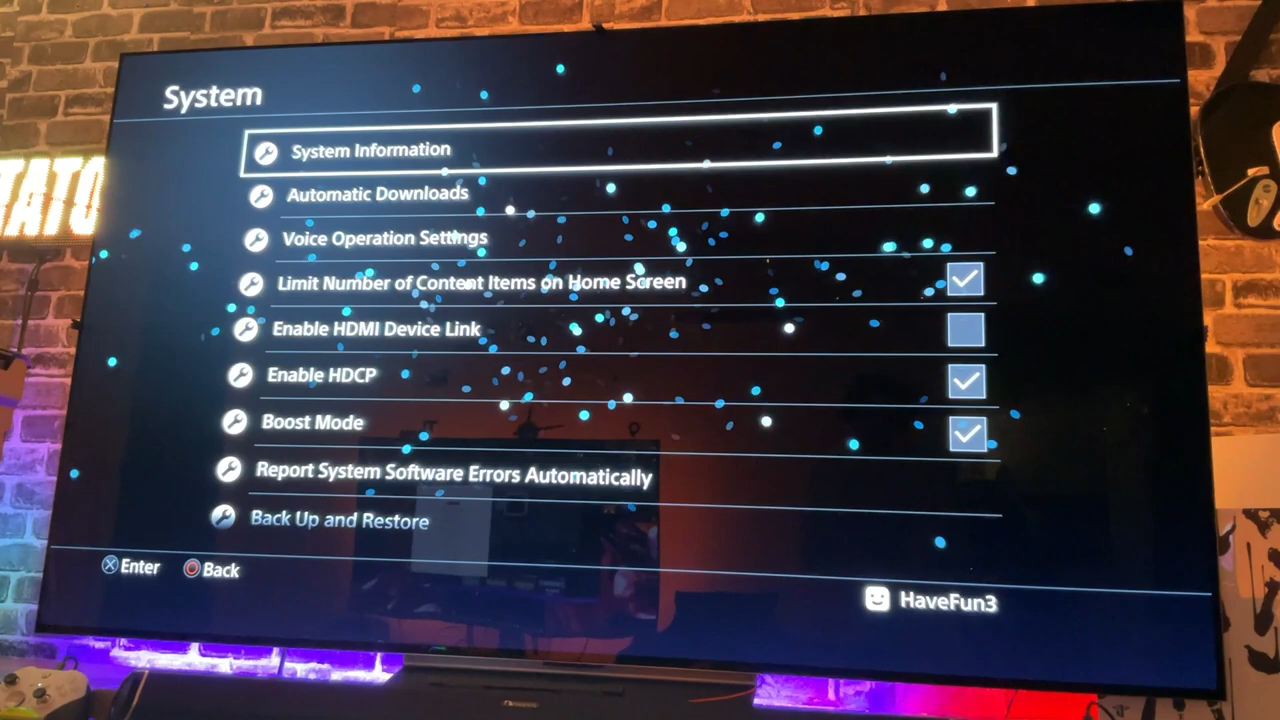 System
System Information
TATO
Automatic Downloads
Voice Operation Settings
Limit Number of Content Items on Home Screen
Enable HDMI Device Link
Enable HDCP
Boost Mode
Report System Software Errors Automatically
Back Up and Restore
Enter
Back
HaveFun3